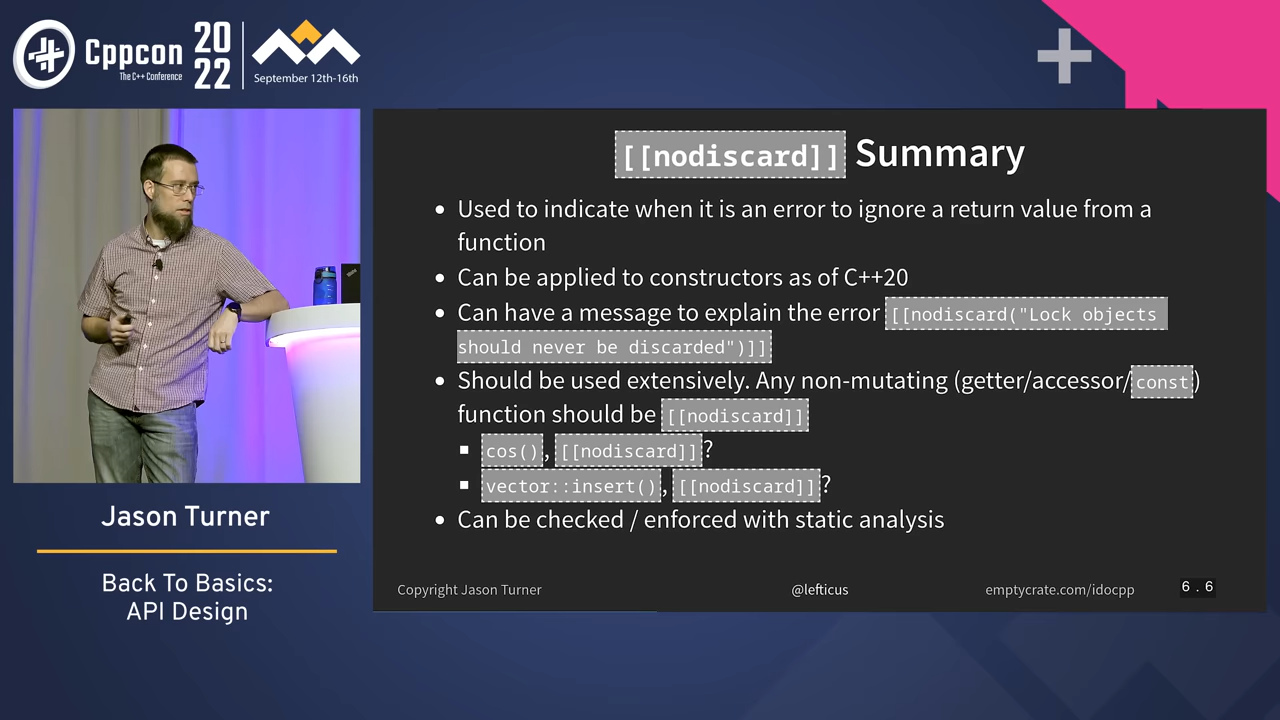 Cppcon
The C++ Conference
20
22
September 12th-16th
[[nodiscard]] Summary
• Used to indicate when it is an error to ignore a return value from a
function
• Can be applied to constructors as of C++20
• Can have a message to explain the error [[nodiscard("Lock objects
should never be discarded")]]
• Should be used extensively. Any non-mutating (getter/accessor/const)
function should be [[nodiscard]]
▪ cos(), [[nodiscard]]?
▪ vector::insert(), [[nodiscard]]?
• Can be checked / enforced with static analysis
Copyright Jason Turner
@lefticus
emptycrate.com/idocpp
6.6
Jason Turner
Back To Basics:
API Design